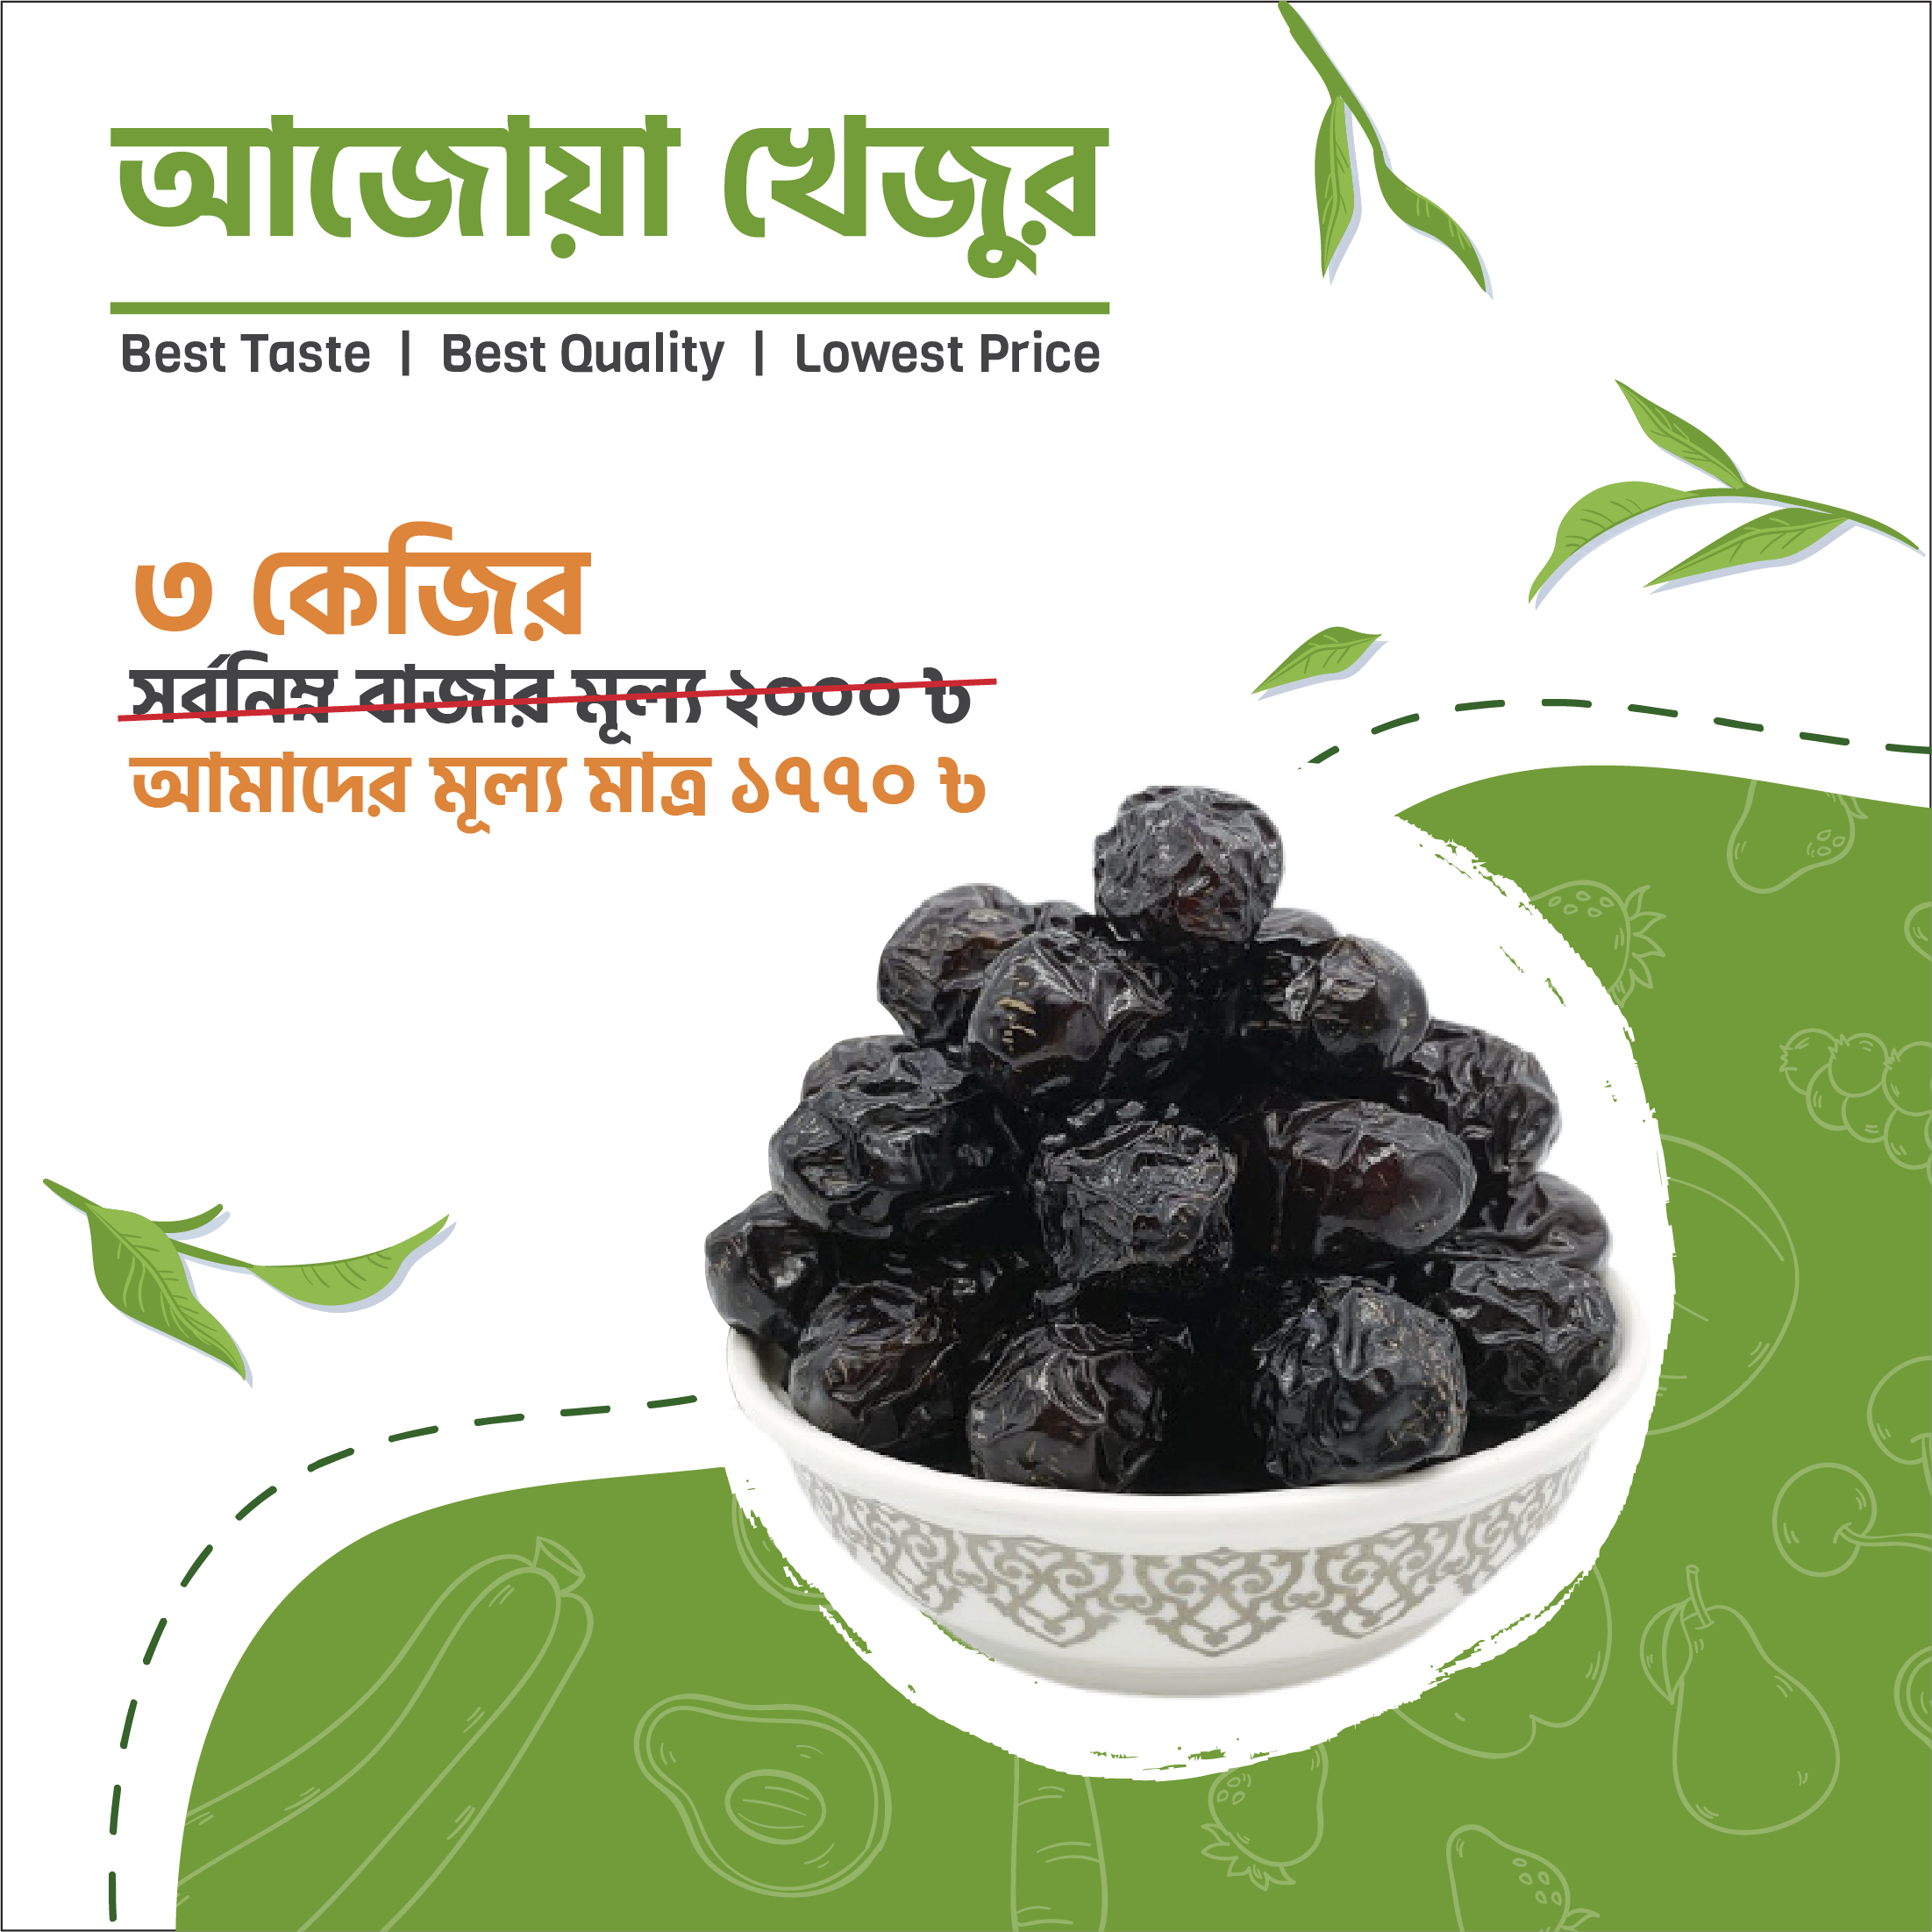 আজোয়া খেজুর
Best Taste | Best Quality | Lowest Price
৩ কেজির
সর্বনিম্ন বাজার মূল্য ২০০০ ৳
আমাদের মূল্য মাত্র ১৭৭০ ৳